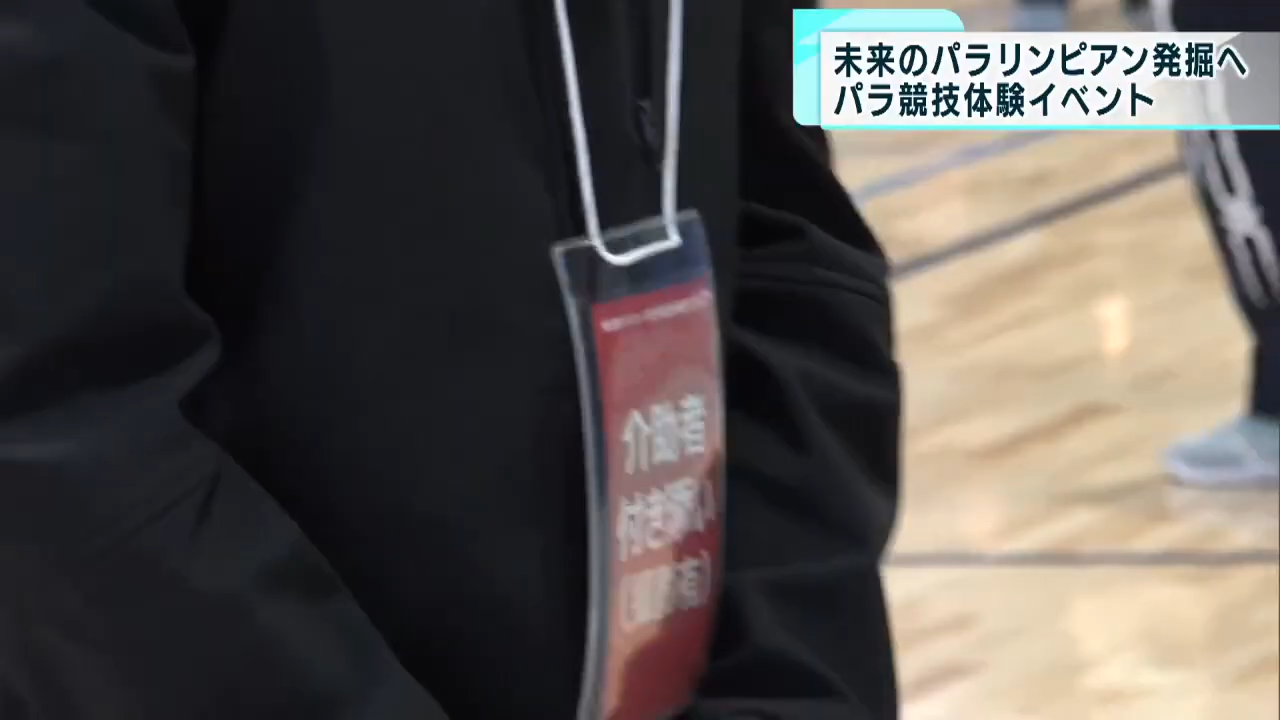 未来のパラリンピアン発掘へ
パラ競技体験イベント
介助者
付き添い